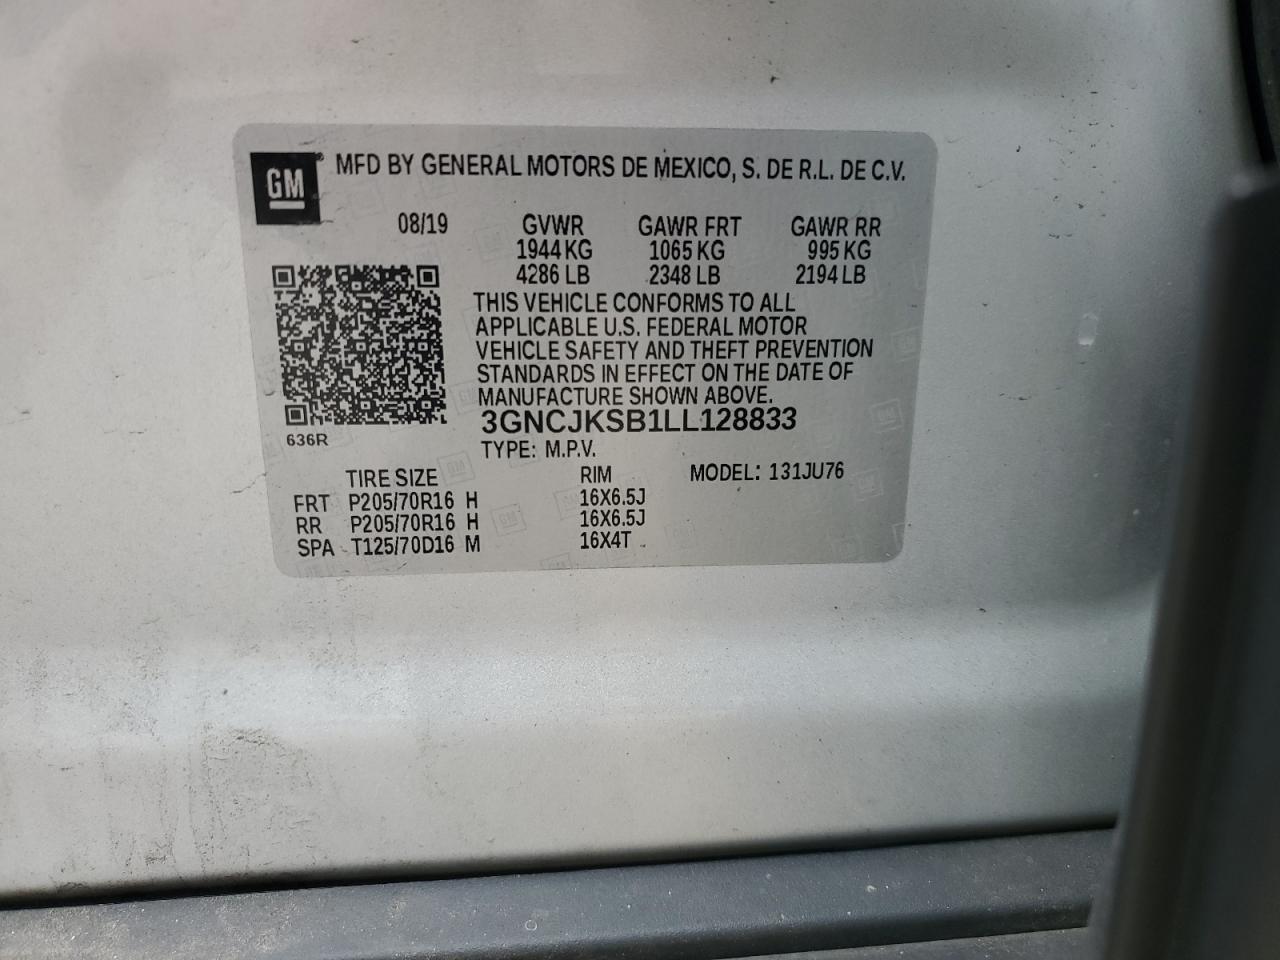 GM
MFD BY GENERAL MOTORS DE MEXICO, S. DE R.L. DE C.V.
08/19 GVWR GAWR FRT GAWR RR
1944 KG 1065 KG 995 KG
4286 LB 2348 LB 2194 LB
THIS VEHICLE CONFORMS TO ALL
APPLICABLE U.S. FEDERAL MOTOR
VEHICLE SAFETY AND THEFT PREVENTION
STANDARDS IN EFFECT ON THE DATE OF
MANUFACTURE SHOWN ABOVE.
3GNCJKSB1LL128833
636R
TYPE: M.P.V.
TIRE SIZE RIM MODEL: 131JU76
FRT P205/70R16 H 16X6.5J
RR P205/70R16 H 16X6.5J
SPA T125/70D16 M 16X4T